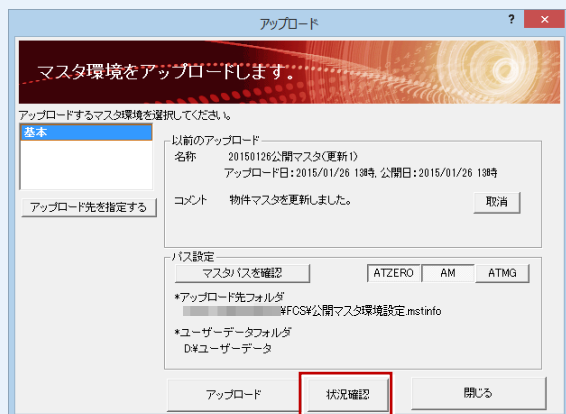 アップロード
?
×
マスタ環境をアップロードします。
アップロードするマスタ環境を選択してください。
基本
アップロード先を指定する
以前のアップロード
名称 20150126公開マスタ(更新1)
アップロード日:2015/01/26 13時, 公開日:2015/01/26 13時
コメント 物件マスタを更新しました。
取消
パス設定
マスタパスを確認 ATZERO AM ATMG
*アップロード先フォルダ
¥FCS¥公開マスタ環境設定.mstinfo
*ユーザーデータフォルダ
D:¥ユーザーデータ
アップロード 状況確認 閉じる